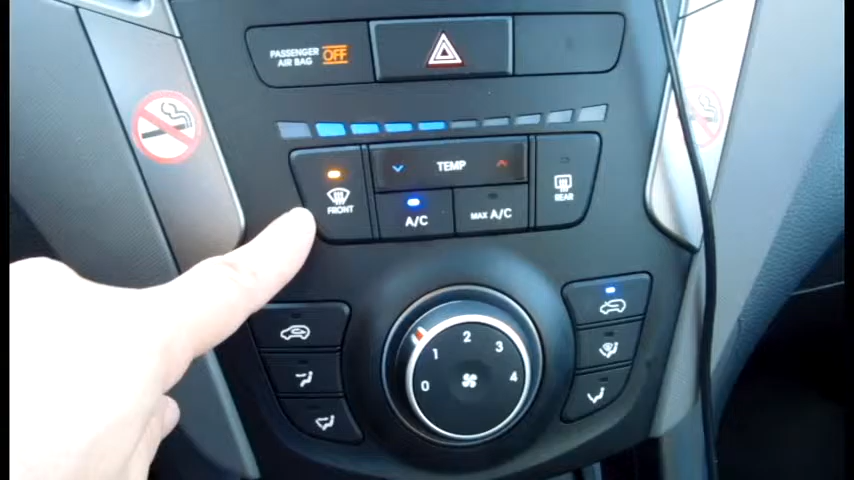 PASSENGER
AIR BAG OFF
TEMP
FRONT
A/C
MAX A/C
REAR
0 1 2 3 4